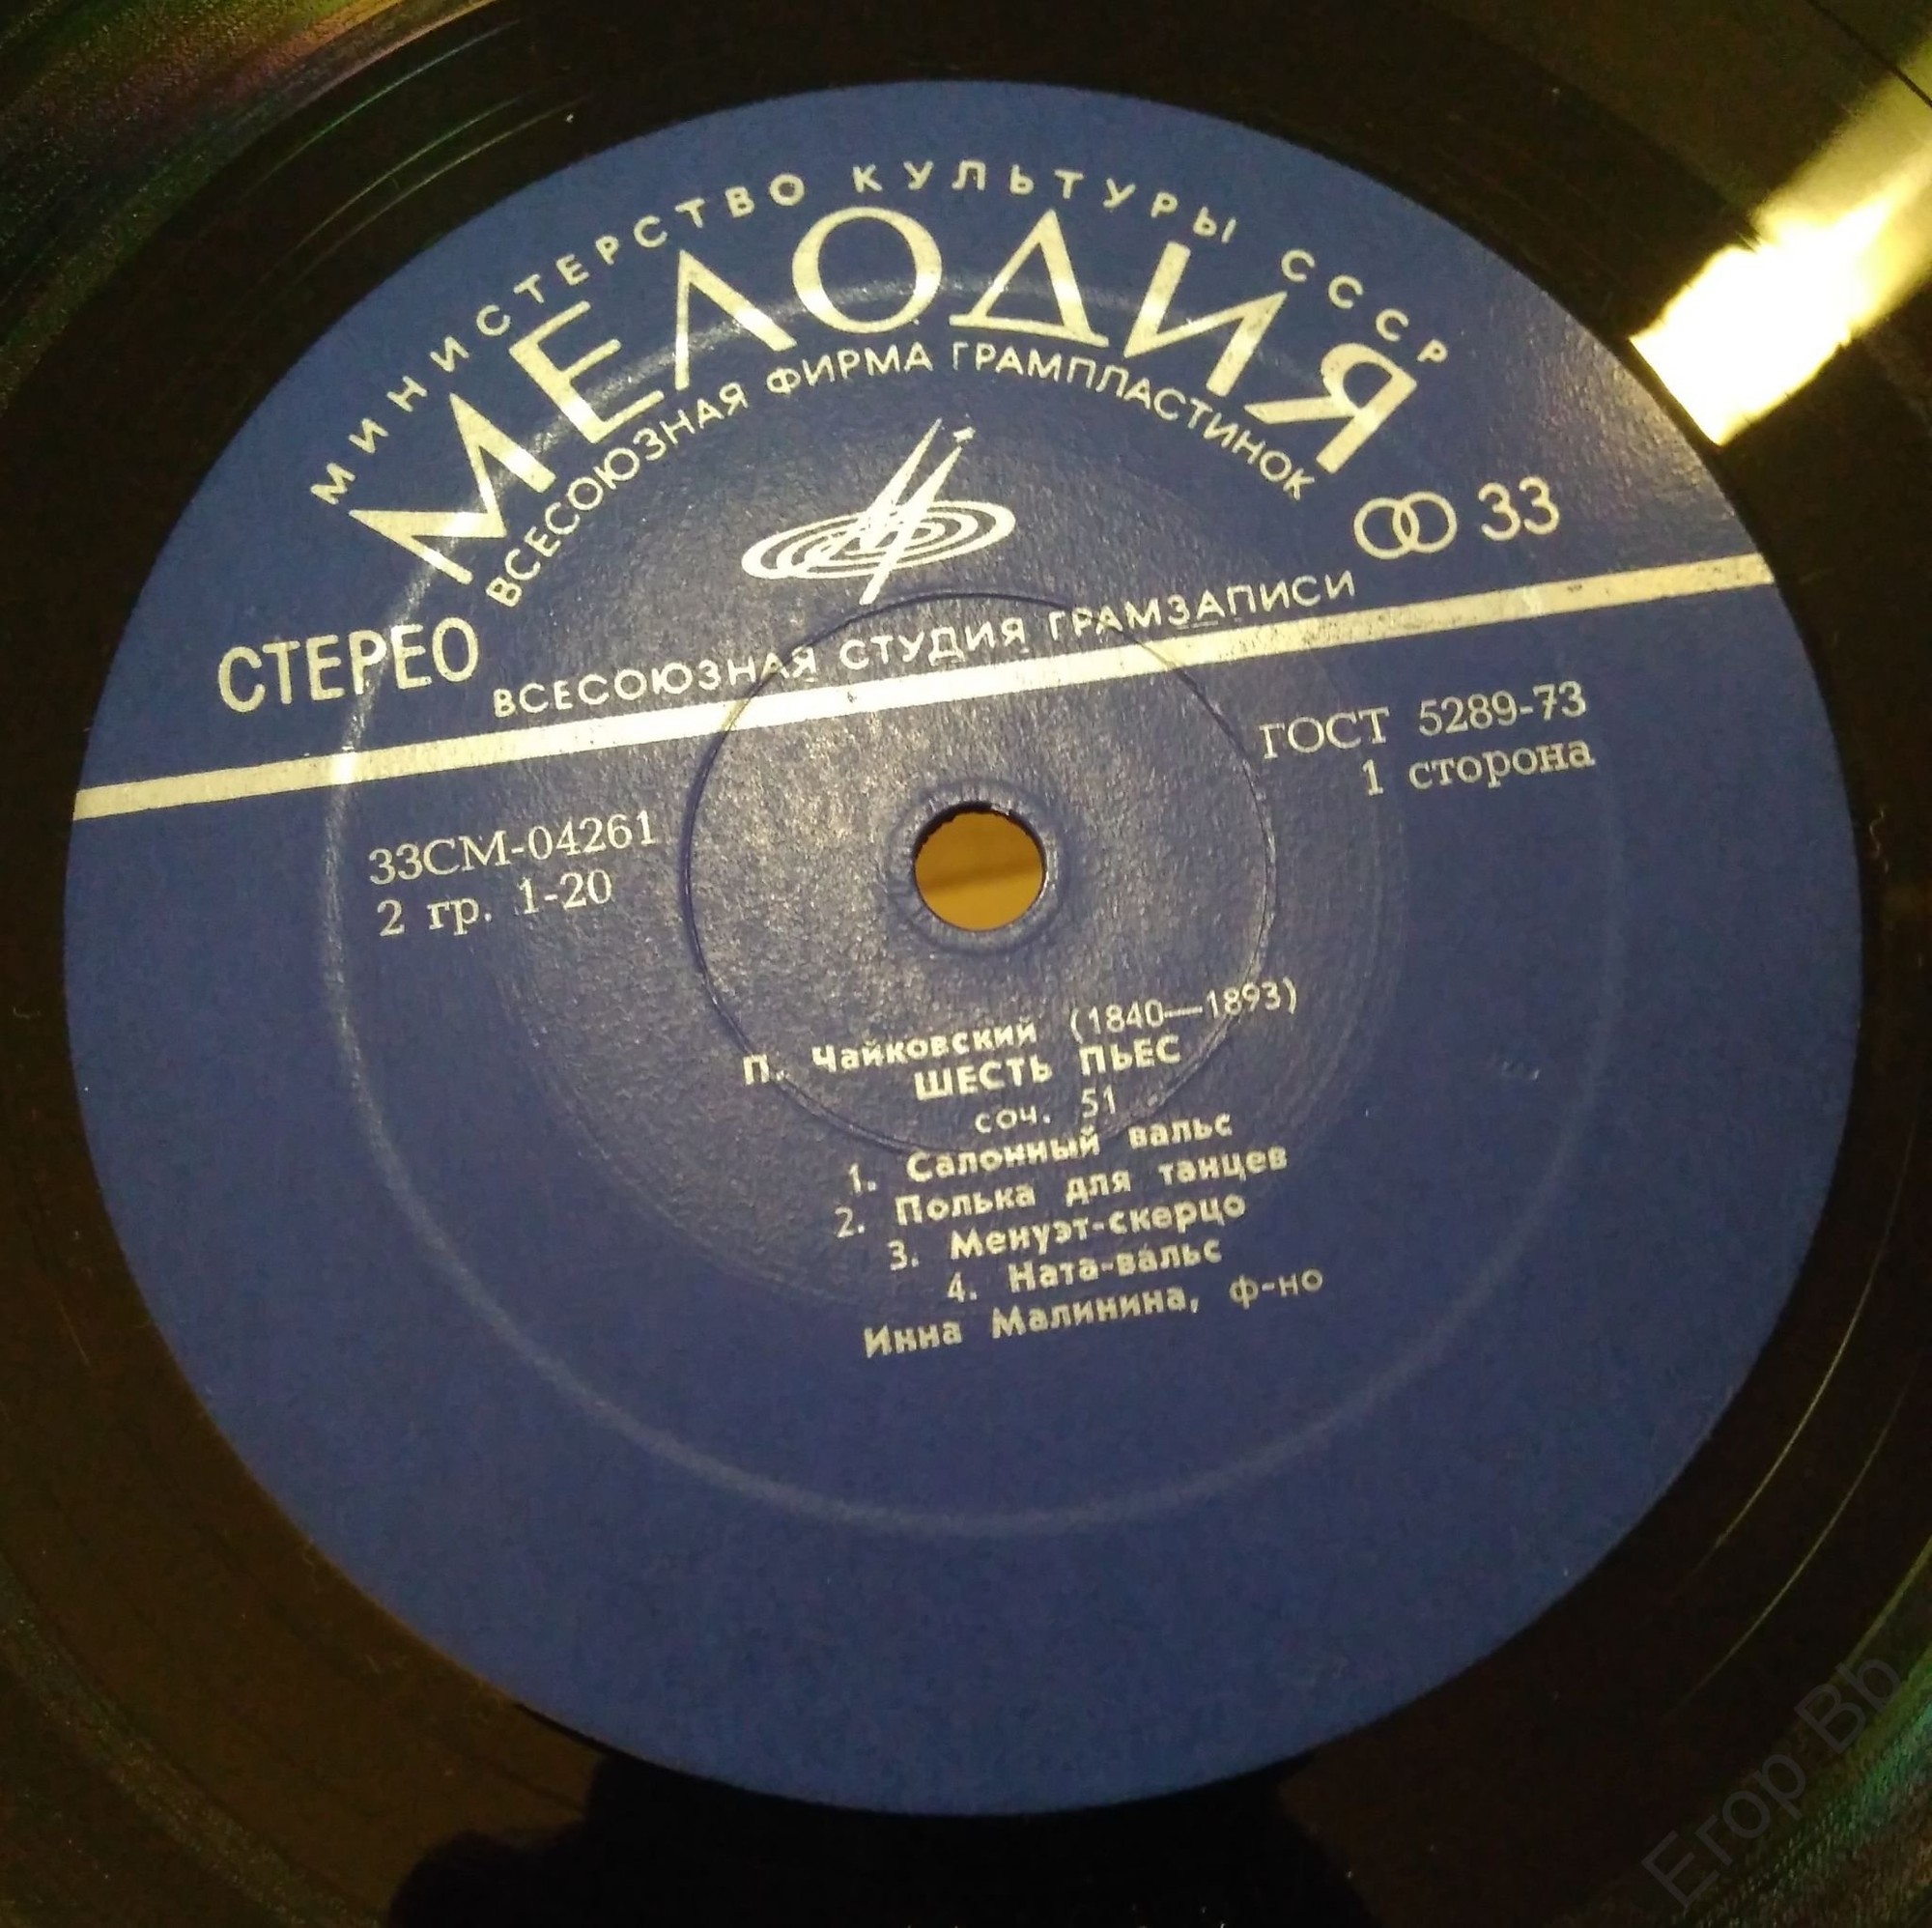 МИНИСТЕРСТВО КУЛЬТУРЫ СССР
МЕЛОДИЯ
ВСЕСОЮЗНАЯ ФИРМА ГРАМПЛАСТИНОК
33
СТЕРЕО
ВСЕСОЮЗНАЯ СТУДИЯ ГРАМЗАПИСИ
ГОСТ 5289-73
1 сторона
33СМ-04261
2 гр. 1-20
П. Чайковский (1840—1893)
ШЕСТЬ ПЬЕС
соч. 51
1. Салонный вальс
2. Полька для танцев
3. Менуэт-скерцо
4. Ната-вальс
Инна Малинина, ф-но
Егор Bb